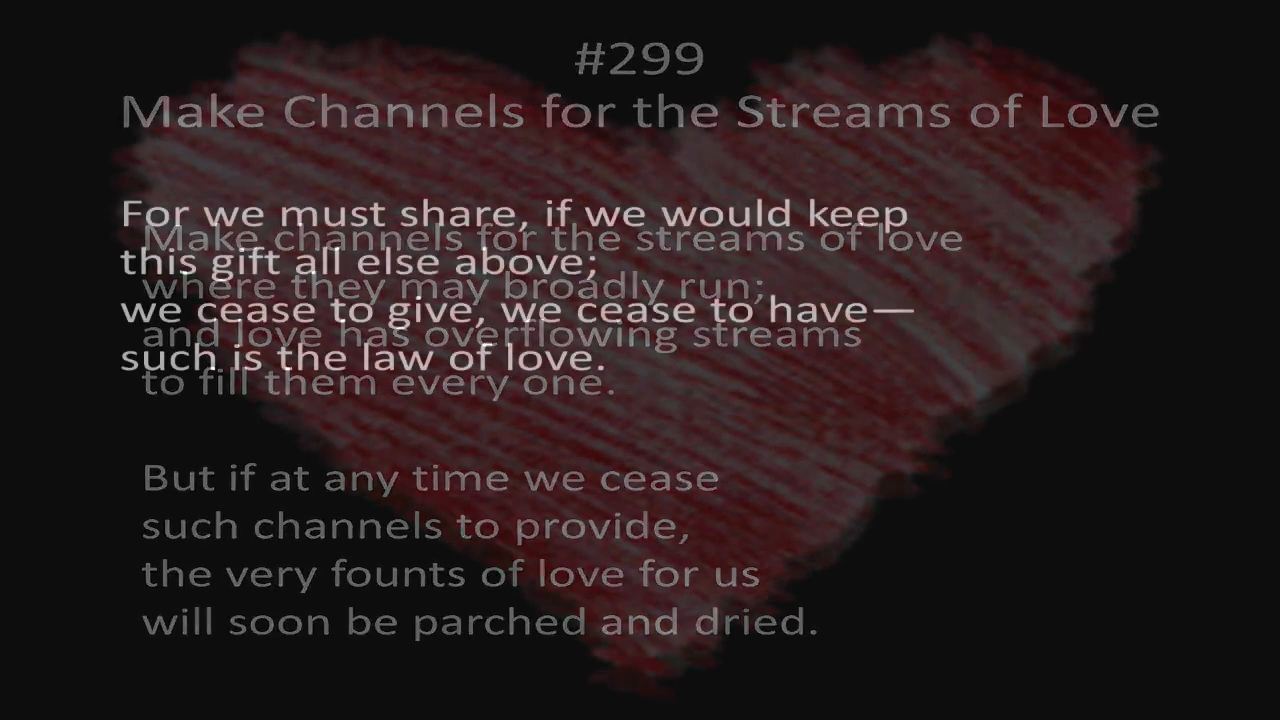 #299
Make Channels for the Streams of Love
For we must share, if we would keep
this gift all else above;
we cease to give, we cease to have—
such is the law of love.
Make channels for the streams of love
where they may broadly run;
and love has overflowing streams
to fill them every one.
But if at any time we cease
such channels to provide,
the very founts of love for us
will soon be parched and dried.